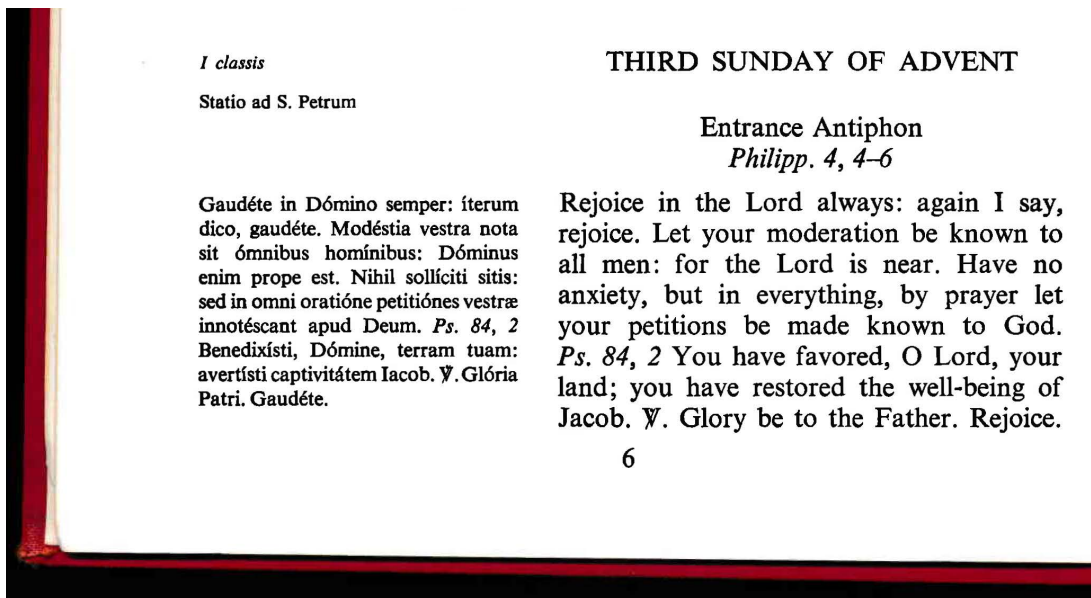 I classis
Statio ad S. Petrum
Gaudéte in Dómino semper: íterum
dico, gaudéte. Modéstia vestra nota
sit ómnibus homínibus: Dóminus
enim prope est. Nihil sollíciti sitis:
sed in omni oratióne petitiónes vestræ
innotéscant apud Deum. Ps. 84, 2
Benedixísti, Dómine, terram tuam:
avertísti captivitátem Iacob. ℣. Glória
Patri. Gaudéte.
THIRD SUNDAY OF ADVENT
Entrance Antiphon
Philipp. 4, 4–6
Rejoice in the Lord always: again I say,
rejoice. Let your moderation be known to
all men: for the Lord is near. Have no
anxiety, but in everything, by prayer let
your petitions be made known to God.
Ps. 84, 2 You have favored, O Lord, your
land; you have restored the well-being of
Jacob. ℣. Glory be to the Father. Rejoice.
6